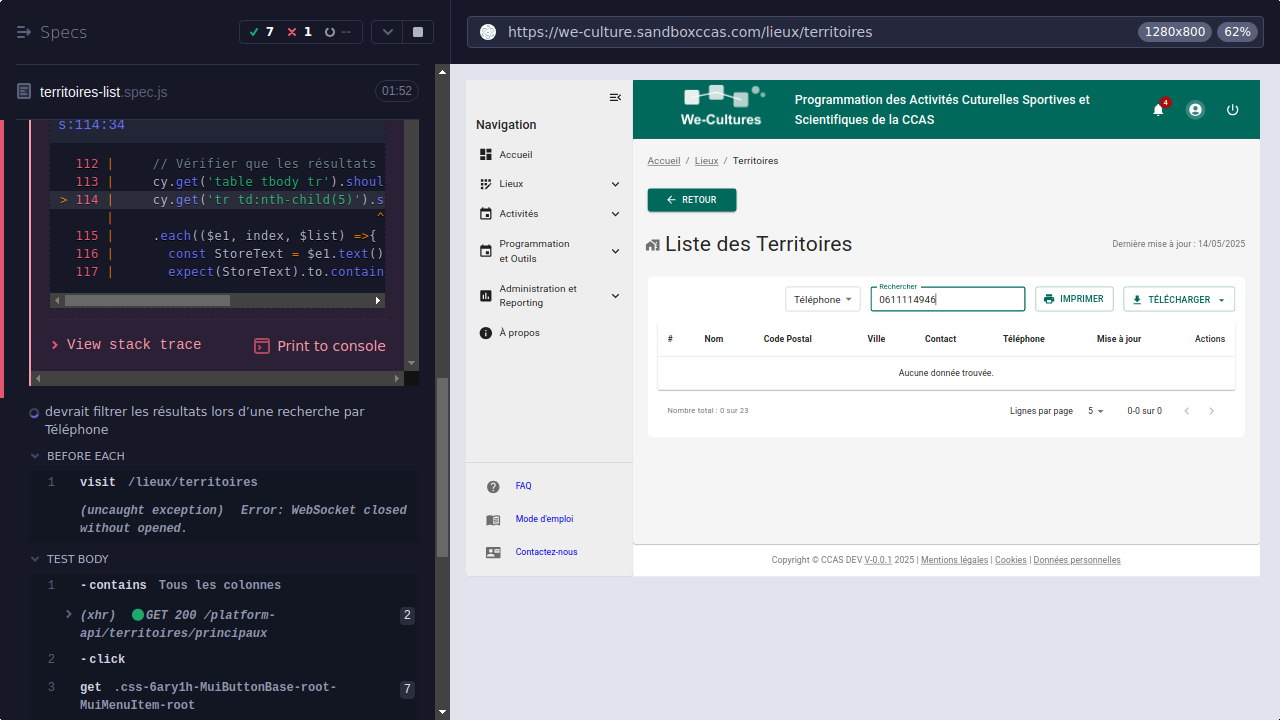 Specs
7
1
--
territoires-list.spec.js
01:52
s:114:34
112 |     // Vérifier que les résultats
113 |     cy.get('table tbody tr').shoul
> 114 |     cy.get('tr td:nth-child(5)').s
|                                  ^
115 |     .each(($e1, index, $list) =>{
116 |       const StoreText = $e1.text()
117 |       expect(StoreText).to.contain
View stack trace
Print to console
devrait filtrer les résultats lors d'une recherche par
Téléphone
BEFORE EACH
1 visit /lieux/territoires
(uncaught exception) Error: WebSocket closed
without opened.
TEST BODY
1 -contains Tous les colonnes
(xhr) GET 200 /platform-
api/territoires/principaux
2
2 -click
3 get .css-6ary1h-MuiButtonBase-root-
MuiMenuItem-root
7
https://we-culture.sandboxccas.com/lieux/territoires
1280x800
62%
Navigation
Accueil
Lieux
Activités
Programmation
et Outils
Administration et
Reporting
À propos
FAQ
Mode d'emploi
Contactez-nous
We-Cultures
Programmation des Activités Cuturelles Sportives et
Scientifiques de la CCAS
4
Accueil / Lieux / Territoires
RETOUR
Liste des Territoires
Dernière mise à jour : 14/05/2025
Téléphone
Rechercher
0611114946
IMPRIMER
TÉLÉCHARGER
# Nom Code Postal Ville Contact Téléphone Mise à jour Actions
Aucune donnée trouvée.
Nombre total : 0 sur 23
Lignes par page 5 0-0 sur 0
Copyright © CCAS DEV V-0.0.1 2025 | Mentions légales | Cookies | Données personnelles